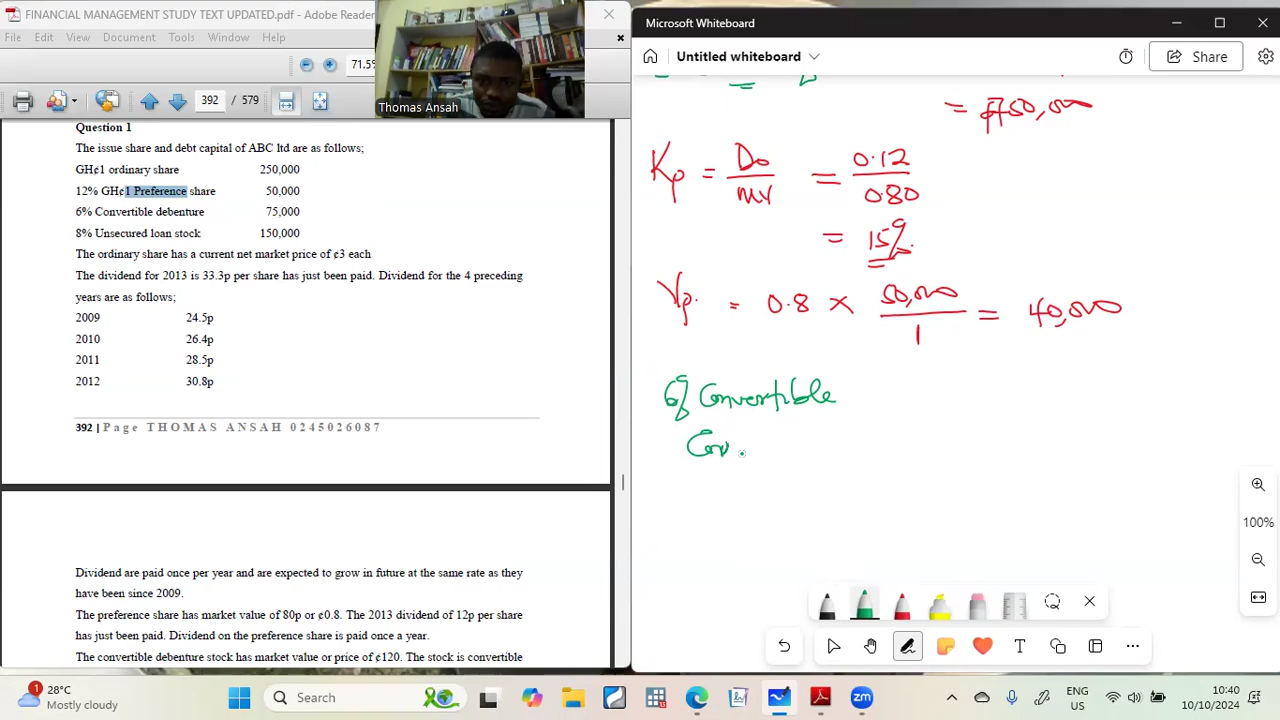 FINANCIAL MANAGEMENT STUDY TEXT UPDATED.pdf - Adobe Reader
File View Document Tools Window Help
71.5%
392 / 579
Thomas Ansah
Question 1
The issue share and debt capital of ABC ltd are as follows;
GH¢1 ordinary share 250,000
12% GH¢1 Preference share 50,000
6% Convertible debenture 75,000
8% Unsecured loan stock 150,000
The ordinary share has a current net market price of ¢3 each
The dividend for 2013 is 33.3p per share has just been paid. Dividend for the 4 preceding
years are as follows;
2009 24.5p
2010 26.4p
2011 28.5p
2012 30.8p
392 | Page THOMAS ANSAH 0245026087
Dividend are paid once per year and are expected to grow in future at the same rate as they
have been since 2009.
The preference share has market value of 80p or ¢0.8. The 2013 dividend of 12p per share
has just been paid. Dividend on the preference share is paid once a year.
The convertible debenture stock has market value or price of ¢120. The stock is convertible
Microsoft Whiteboard
Untitled whiteboard
Share
Kp = Do / MV = 0.12 / 0.80
= 15%
Vp = 0.8 × 50,000 / 1 = 40,000
6% Convertible
Conv
100%
1
28°C
Mostly cloudy
Search
ENG
US
10:40
10/10/2024